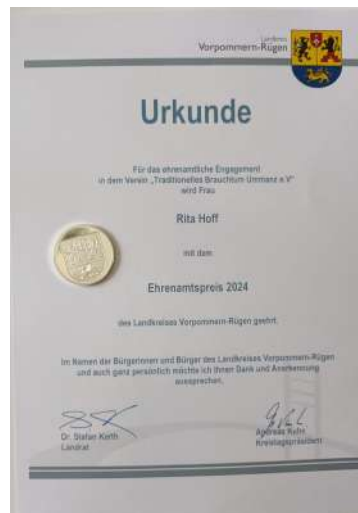 Landkreis
Vorpommern-Rügen
Urkunde
Für das ehrenamtliche Engagement
in dem Verein „Traditionelles Brauchtum Ummanz e.V“
wird Frau
Rita Hoff
mit dem
Ehrenamtspreis 2024
des Landkreises Vorpommern-Rügen geehrt.
Im Namen der Bürgerinnen und Bürger des Landkreises Vorpommern-Rügen
und auch ganz persönlich möchte ich Ihnen Dank und Anerkennung
aussprechen.
Dr. Stefan Kerth
Landrat
Andreas Kuhn
Kreistagspräsident